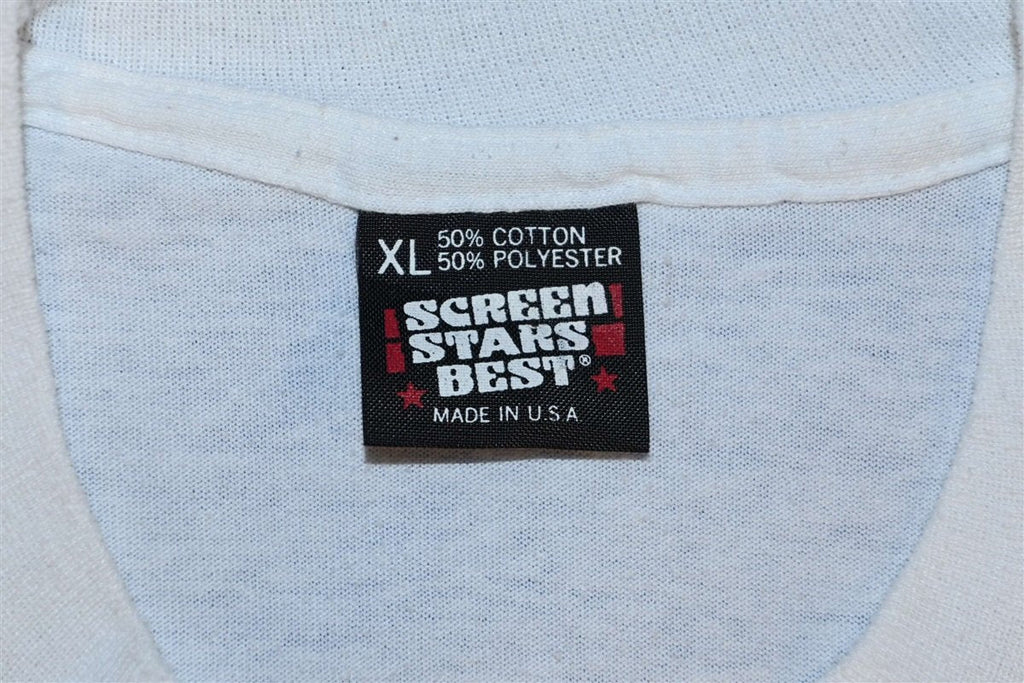 XL 50% COTTON
50% POLYESTER
SCREEN
STARS
BEST®
MADE IN U.S.A